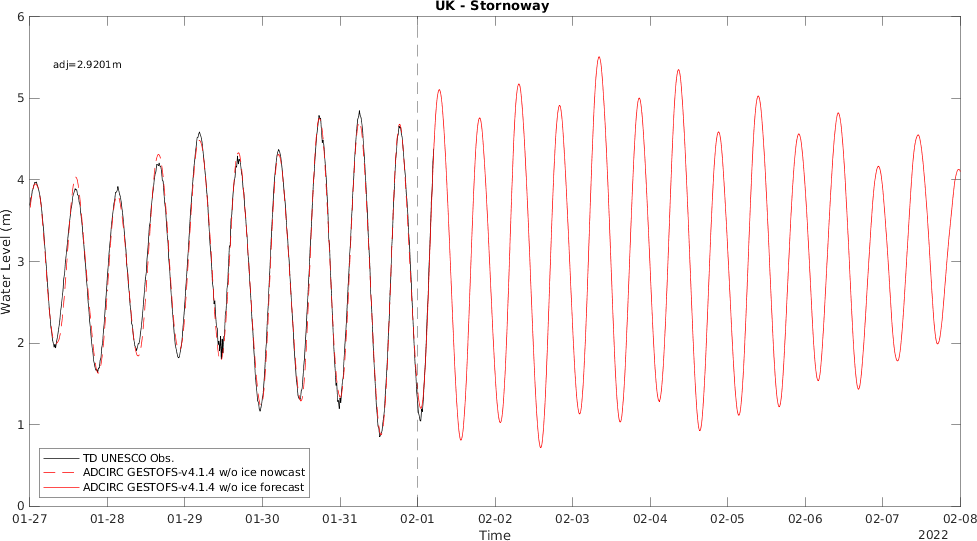 UK - Stornoway
6
adj=2.9201m
5
4
3
2
1
0
Water Level (m)
TD UNESCO Obs.
ADCIRC GESTOFS-v4.1.4 w/o ice nowcast
ADCIRC GESTOFS-v4.1.4 w/o ice forecast
01-27 01-28 01-29 01-30 01-31 02-01 02-02 02-03 02-04 02-05 02-06 02-07 02-08
Time
2022